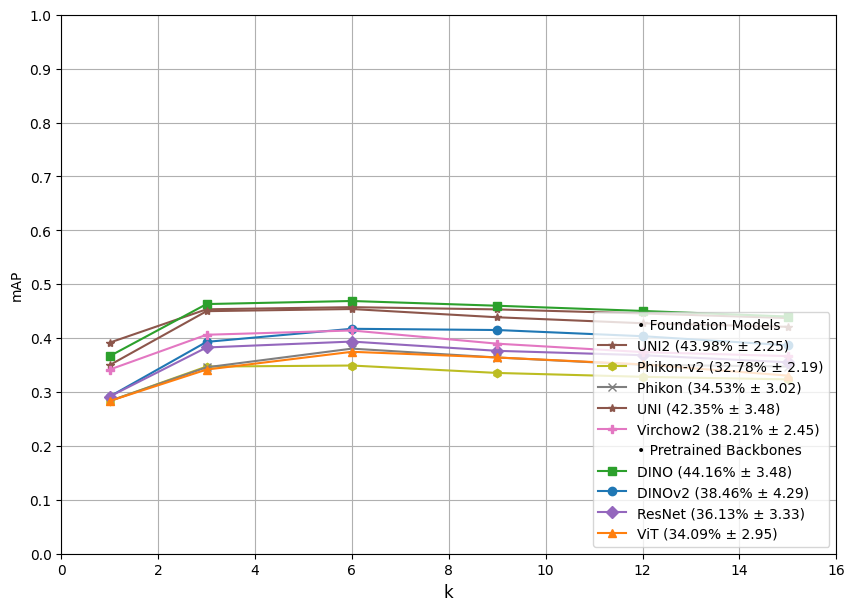 1.0
0.9
0.8
0.7
0.6
0.5
0.4
0.3
0.2
0.1
0.0
mAP
0
2
4
6
8
10
12
14
16
k
• Foundation Models
UNI2 (43.98% ± 2.25)
Phikon-v2 (32.78% ± 2.19)
Phikon (34.53% ± 3.02)
UNI (42.35% ± 3.48)
Virchow2 (38.21% ± 2.45)
• Pretrained Backbones
DINO (44.16% ± 3.48)
DINOv2 (38.46% ± 4.29)
ResNet (36.13% ± 3.33)
ViT (34.09% ± 2.95)